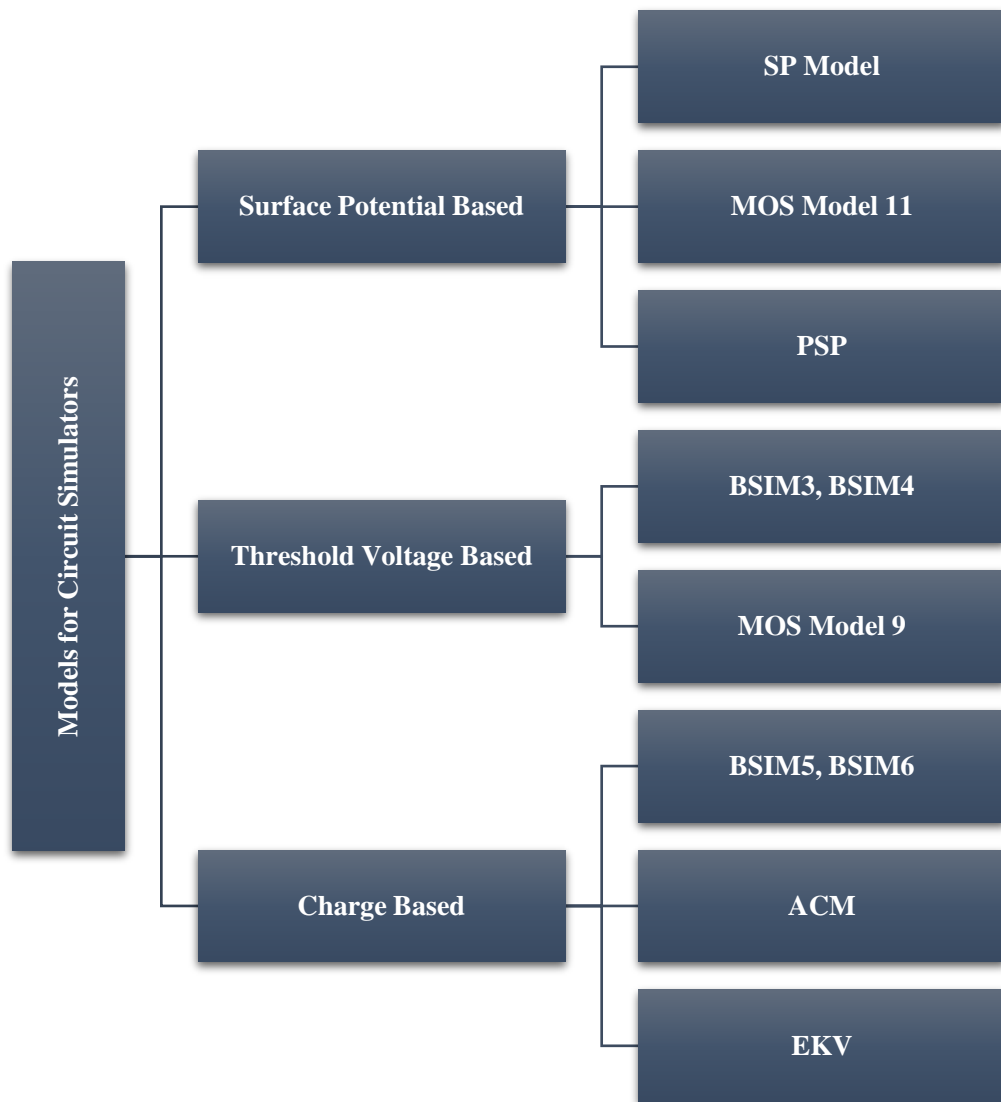 Models for Circuit Simulators
Surface Potential Based
SP Model
MOS Model 11
PSP
Threshold Voltage Based
BSIM3, BSIM4
MOS Model 9
Charge Based
BSIM5, BSIM6
ACM
EKV